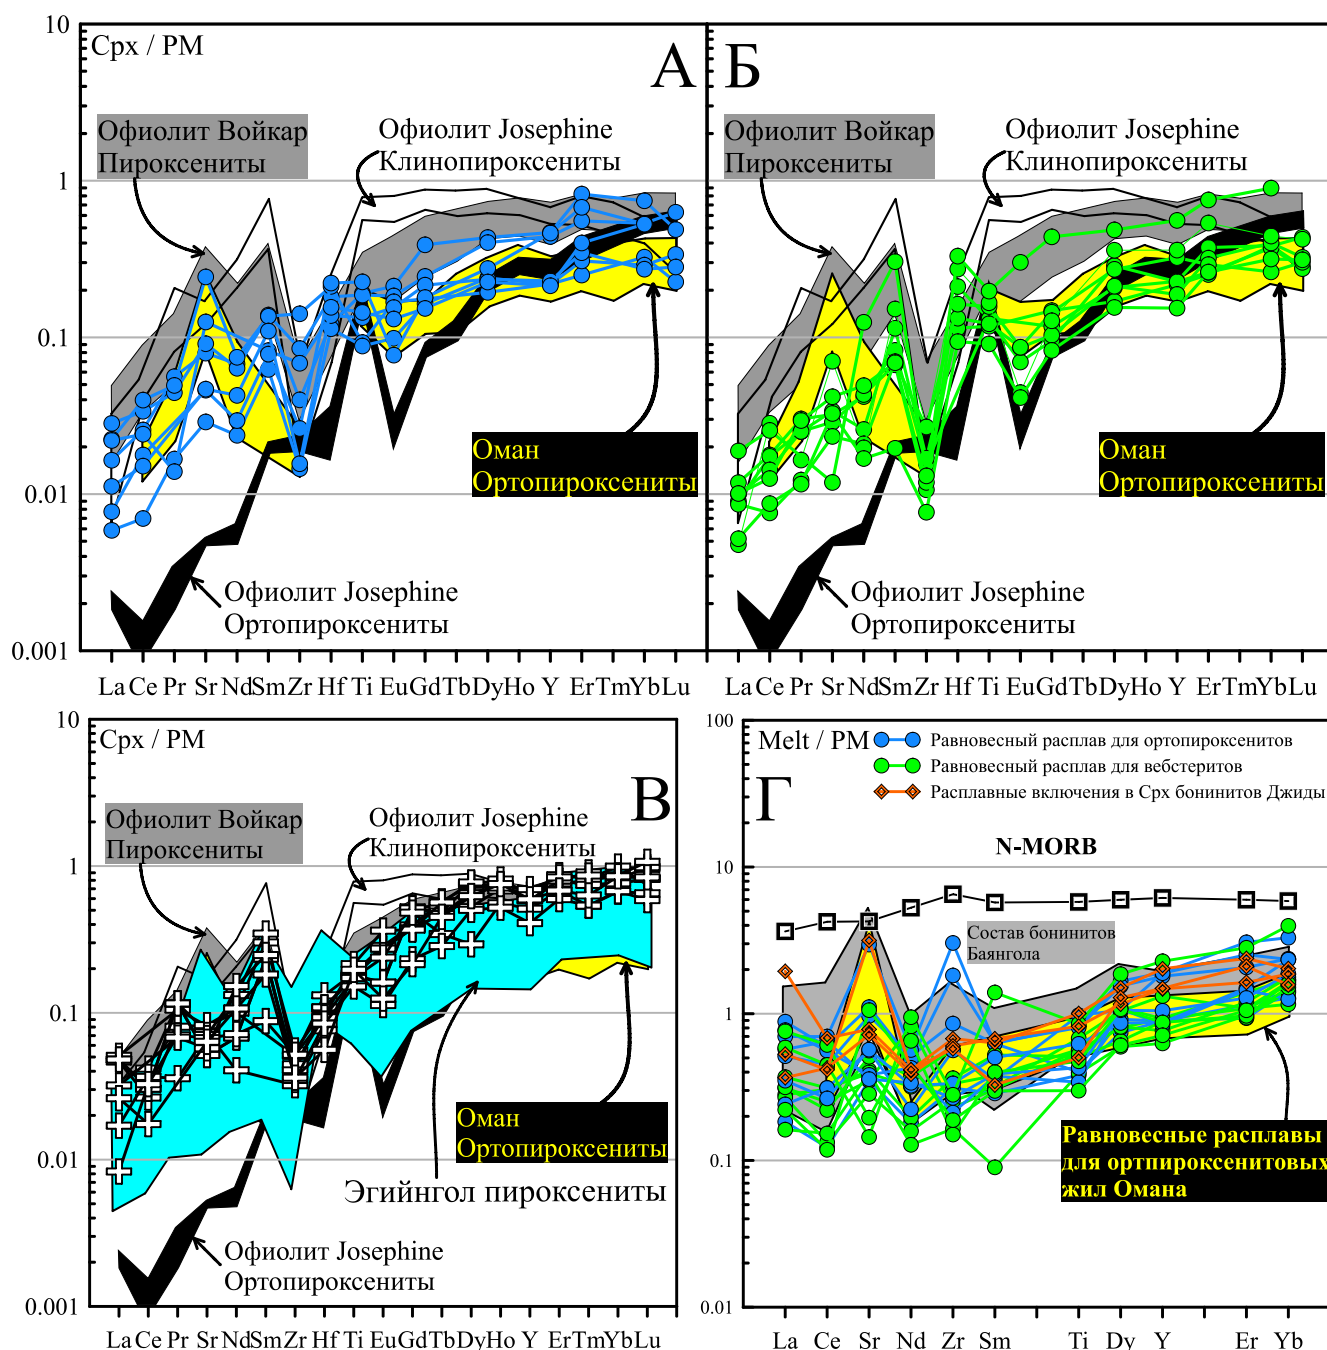 10
1
0.1
0.01
0.001
Cpx / PM
А
Офиолит Войкар
Пироксениты
Офиолит Josephine
Клинопироксениты
Оман
Ортопироксениты
Офиолит Josephine
Ортопироксениты
La Ce Pr Sr Nd Sm Zr Hf Ti Eu Gd Tb Dy Ho Y Er Tm Yb Lu
Б
Офиолит Войкар
Пироксениты
Офиолит Josephine
Клинопироксениты
Оман
Ортопироксениты
Офиолит Josephine
Ортопироксениты
La Ce Pr Sr Nd Sm Zr Hf Ti Eu Gd Tb Dy Ho Y Er Tm Yb Lu
10
1
0.1
0.01
0.001
Cpx / PM
В
Офиолит Войкар
Пироксениты
Офиолит Josephine
Клинопироксениты
Оман
Ортопироксениты
Эгийнгол пироксениты
Офиолит Josephine
Ортопироксениты
La Ce Pr Sr Nd Sm Zr Hf Ti Eu Gd Tb Dy Ho Y Er Tm Yb Lu
100
10
1
0.1
0.01
Melt / PM
Равновесный расплав для ортопироксенитов
Равновесный расплав для вебстеритов
Расплавные включения в Cpx бонинитов Джиды
Г
N-MORB
Состав бонинитов
Баянгола
Равновесные расплавы
для ортпироксенитовых
жил Омана
La Ce Sr Nd Zr Sm Ti Dy Y Er Yb